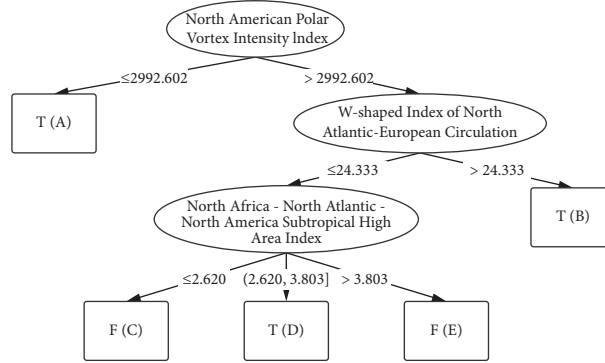 North American Polar
Vortex Intensity Index
≤2992.602
> 2992.602
T (A)
W-shaped Index of North
Atlantic-European Circulation
≤24.333
> 24.333
North Africa - North Atlantic -
North America Subtropical High
Area Index
T (B)
≤2.620
(2.620, 3.803]
> 3.803
F (C)
T (D)
F (E)